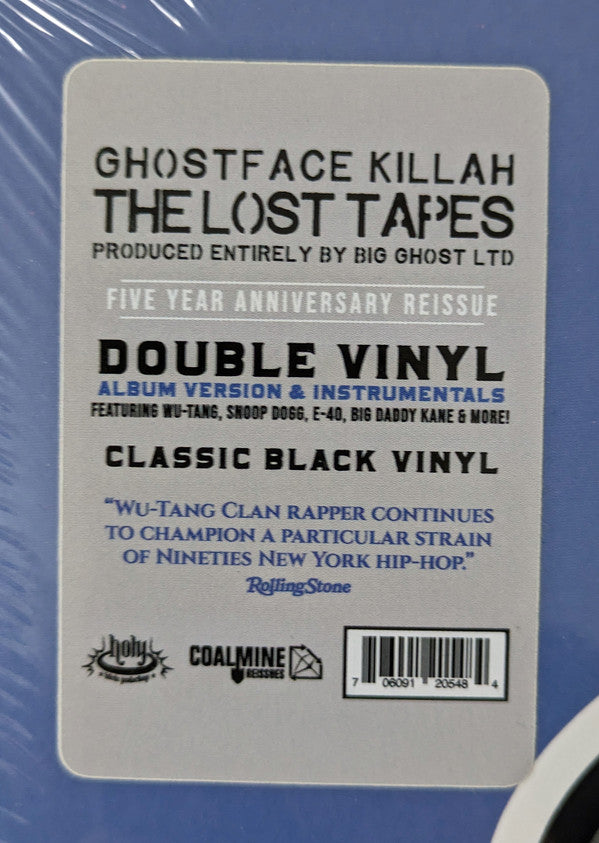 GHOSTFACE KILLAH
THE LOST TAPES
PRODUCED ENTIRELY BY BIG GHOST LTD
FIVE YEAR ANNIVERSARY REISSUE
DOUBLE VINYL
ALBUM VERSION & INSTRUMENTALS
FEATURING WU-TANG, SNOOP DOGG, E-40, BIG DADDY KANE & MORE!
CLASSIC BLACK VINYL
“WU-TANG CLAN RAPPER CONTINUES
TO CHAMPION A PARTICULAR STRAIN
OF NINETIES NEW YORK HIP-HOP.”
RollingStone
holy
COALMINE
REISSUES
7 06091 20548 4